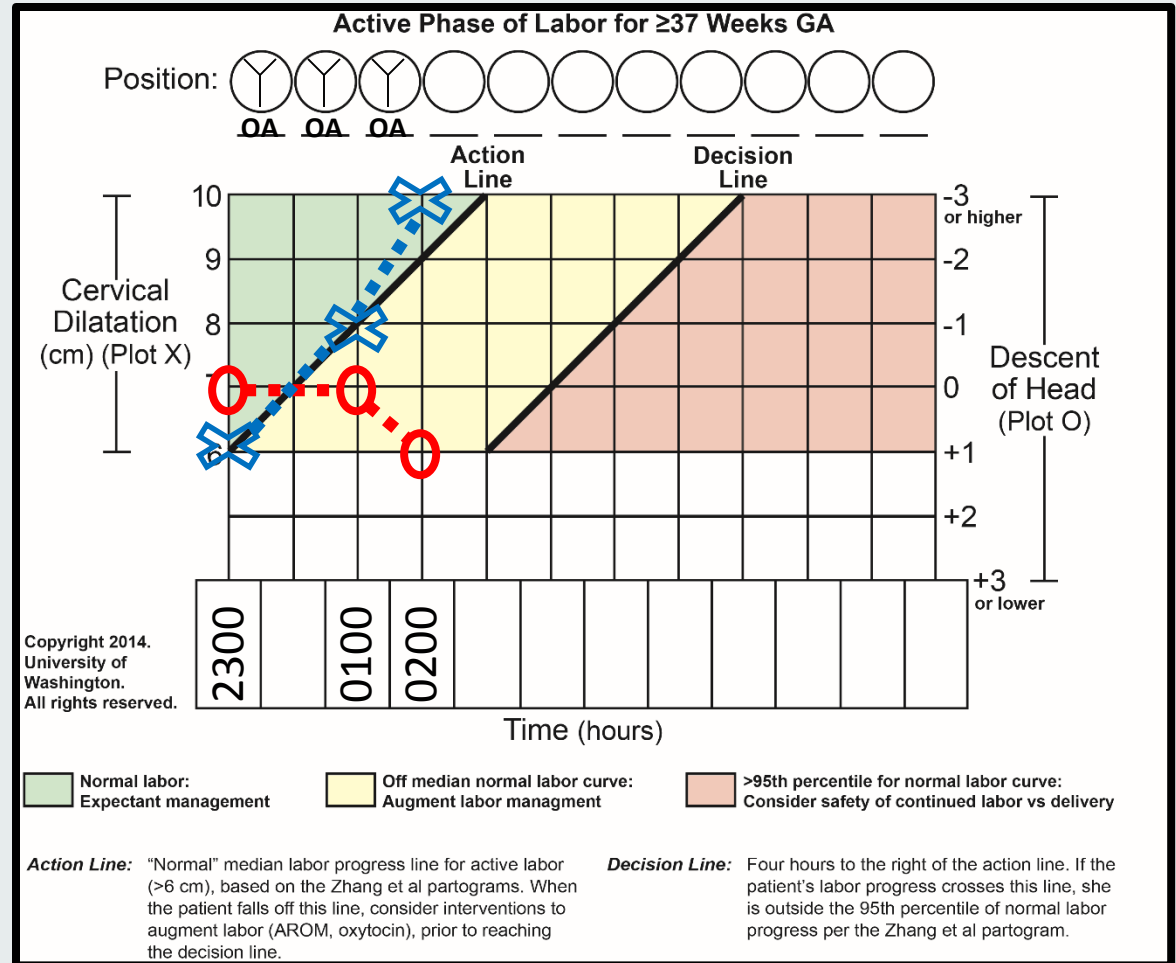 Active Phase of Labor for ≥37 Weeks GA
Position:
OA OA OA
Action
Line
Decision
Line
10
9
8
7
6
-3
or higher
-2
-1
0
+1
+2
+3
or lower
Cervical
Dilatation
(cm) (Plot X)
Descent
of Head
(Plot O)
2300 0100 0200
Copyright 2014.
University of
Washington.
All rights reserved.
Time (hours)
Normal labor:
Expectant management
Off median normal labor curve:
Augment labor managment
>95th percentile for normal labor curve:
Consider safety of continued labor vs delivery
Action Line: “Normal” median labor progress line for active labor
(>6 cm), based on the Zhang et al partograms. When
the patient falls off this line, consider interventions to
augment labor (AROM, oxytocin), prior to reaching
the decision line.
Decision Line: Four hours to the right of the action line. If the
patient’s labor progress crosses this line, she
is outside the 95th percentile of normal labor
progress per the Zhang et al partogram.